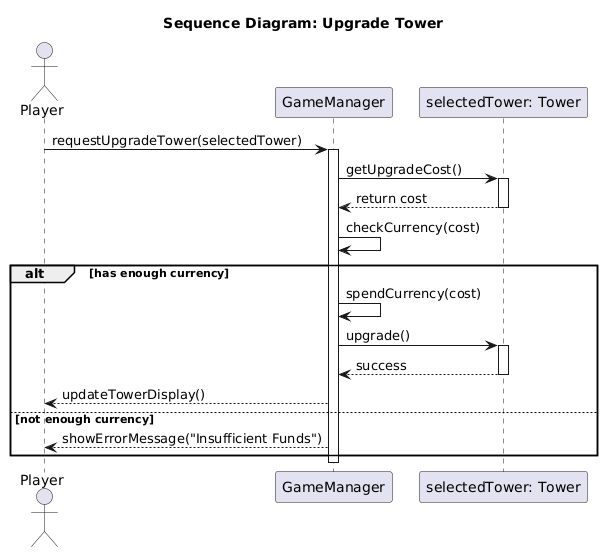 Sequence Diagram: Upgrade Tower
Player
GameManager
selectedTower: Tower
requestUpgradeTower(selectedTower)
getUpgradeCost()
return cost
checkCurrency(cost)
alt
[has enough currency]
spendCurrency(cost)
upgrade()
success
updateTowerDisplay()
[not enough currency]
showErrorMessage("Insufficient Funds")
Player
GameManager
selectedTower: Tower